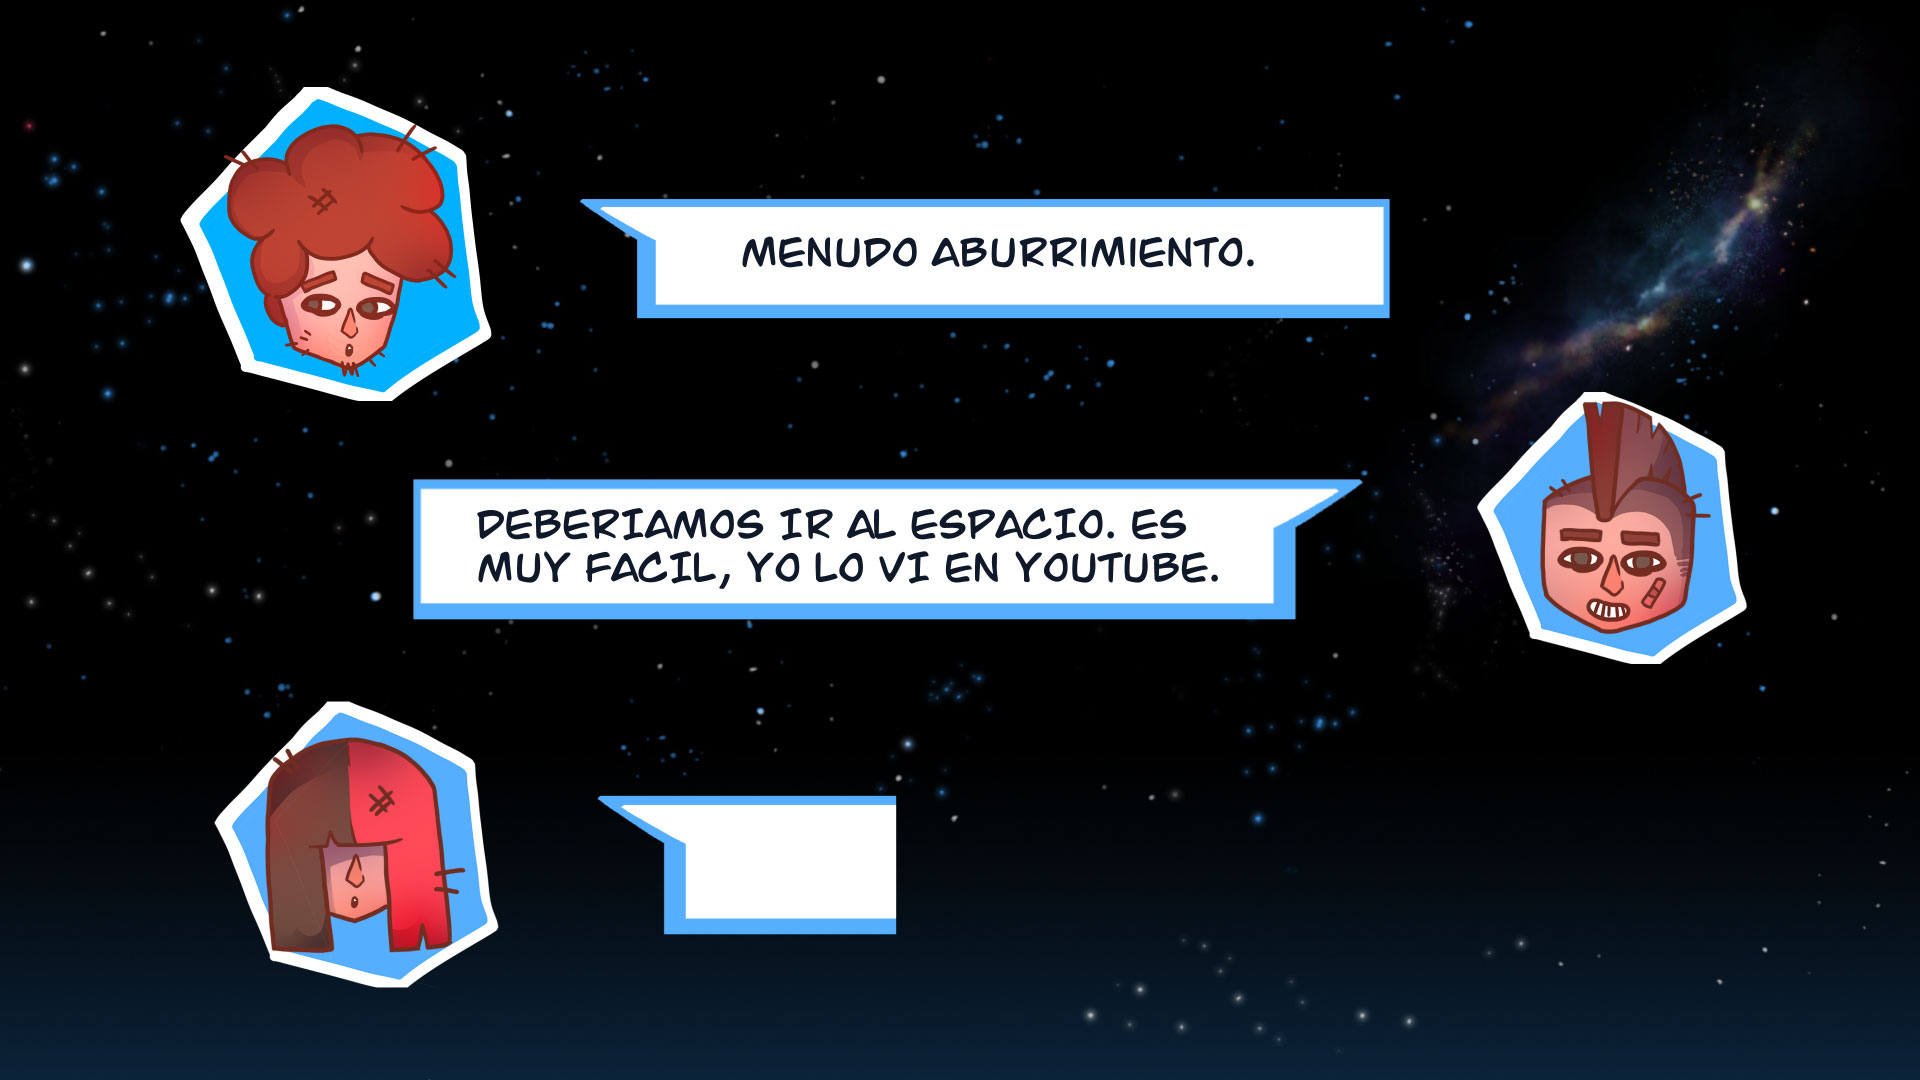 MENUDO ABURRIMIENTO.
DEBERIAMOS IR AL ESPACIO. ES
MUY FACIL, YO LO VI EN YOUTUBE.